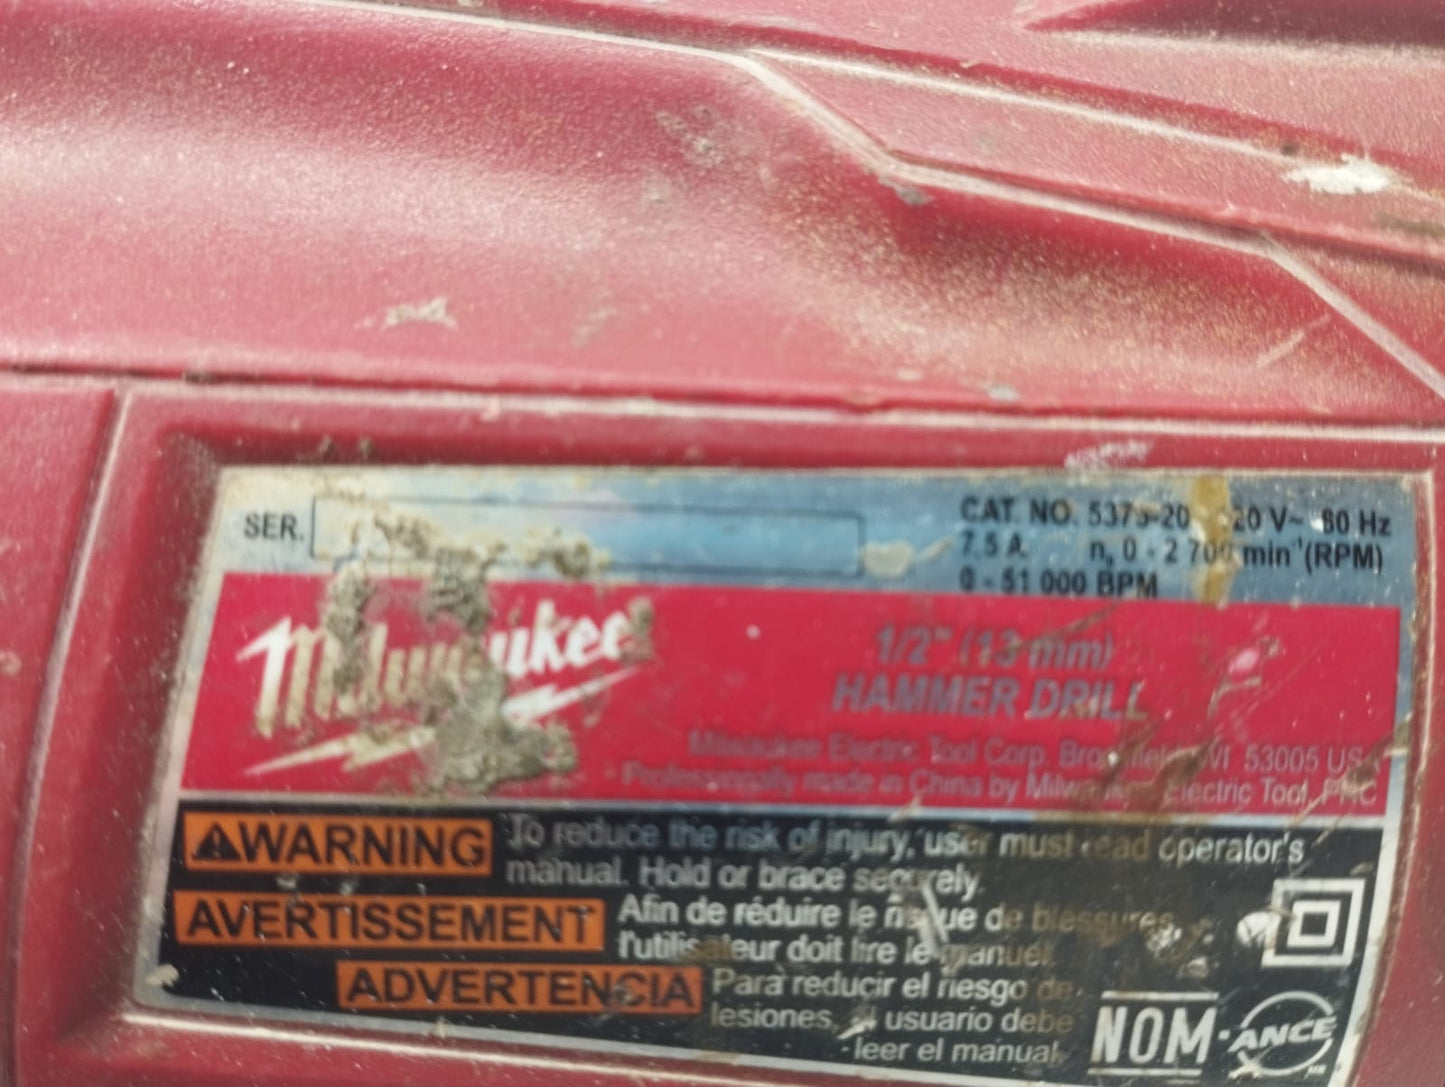 SER.
CAT. NO. 5375-20 120 V~ 60 Hz
7.5 A n, 0 - 2 700 min⁻¹(RPM)
0 - 51 000 BPM
Milwaukee
1/2" (13 mm)
HAMMER DRILL
Milwaukee Electric Tool Corp. Brookfield, WI 53005 USA
Professionally made in China by Milwaukee Electric Tool, PRC
WARNING To reduce the risk of injury, user must read operator's
manual. Hold or brace securely.
AVERTISSEMENT Afin de réduire le risque de blessures,
l'utilisateur doit lire le manuel.
ADVERTENCIA Para reducir el riesgo de
lesiones, el usuario debe
leer el manual.
NOM-ANCE